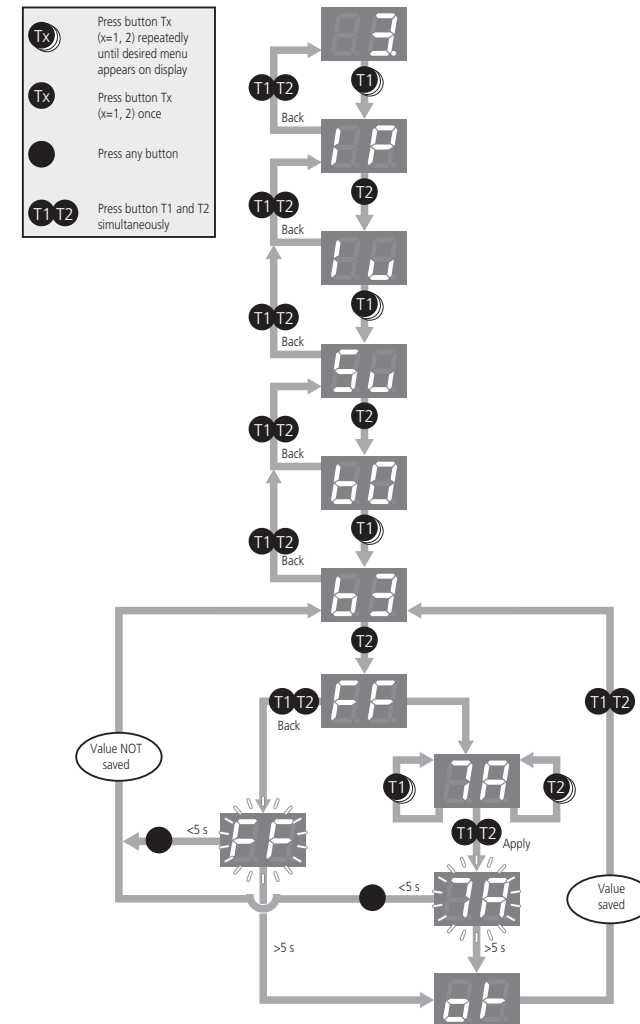 Tx
Press button Tx
(x=1, 2) repeatedly
until desired menu
appears on display
Tx
Press button Tx
(x=1, 2) once
Press any button
T1 T2
Press button T1 and T2
simultaneously
3.
T1
T1 T2
Back
IP
T2
T1 T2
Back
Iu
T1
T1 T2
Back
Su
T2
T1 T2
Back
b0
T1
T1 T2
Back
b3
T2
FF
T1 T2
Back
T1 T2
Value NOT
saved
7A
T1
T2
T1 T2
Apply
FF
<5 s
7A
<5 s
Value
saved
>5 s
>5 s
ok